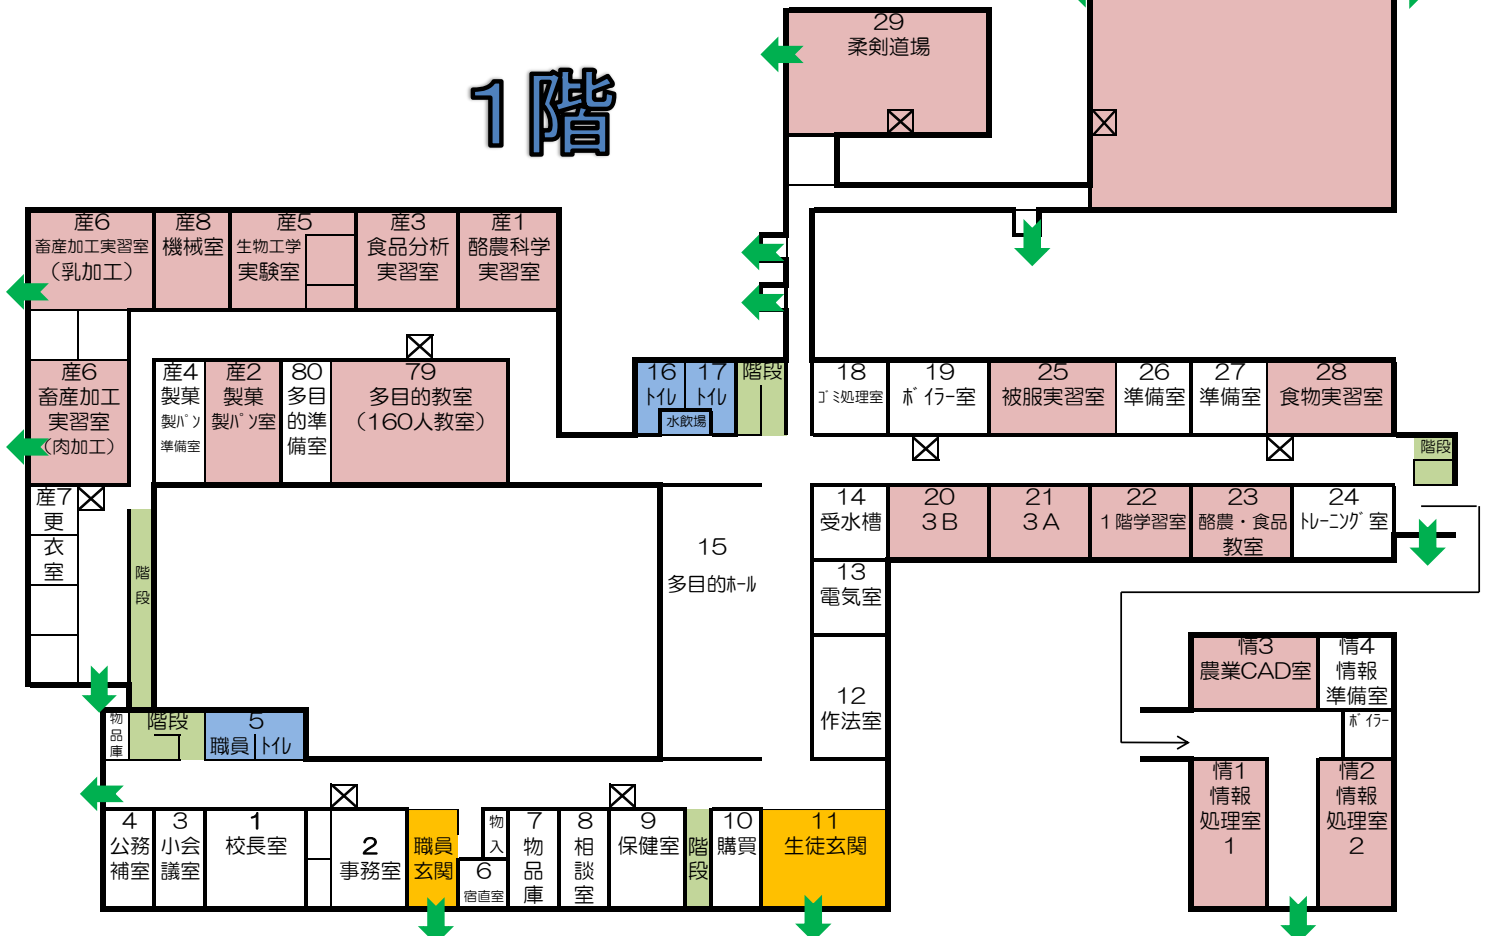 29
柔剣道場
1階
産6
畜産加工実習室
(乳加工)
産8
機械室
産5
生物工学
実験室
産3
食品分析
実習室
産1
酪農科学
実習室
産6
畜産加工
実習室
(肉加工)
産4
製菓
製パン
準備室
産2
製菓
製パン室
80
多目
的準
備室
79
多目的教室
(160人教室)
16
トイレ
17
トイレ
水飲場
階段
18
ゴミ処理室
19
ボイラー室
25
被服実習室
26
準備室
27
準備室
28
食物実習室
階段
産7
更
衣
室
階
段
15
多目的ホール
14
受水槽
20
3B
21
3A
22
1階学習室
23
酪農・食品
教室
24
トレーニング室
13
電気室
12
作法室
情3
農業CAD室
情4
情報
準備室
ボイラー
情1
情報
処理室
1
情2
情報
処理室
2
物
品
庫
階段
5
職員
トイレ
4
公務
補室
3
小会
議室
1
校長室
2
事務室
職員
玄関
物
入
6
宿直室
7
物
品
庫
8
相
談
室
9
保健室
階
段
10
購買
11
生徒玄関